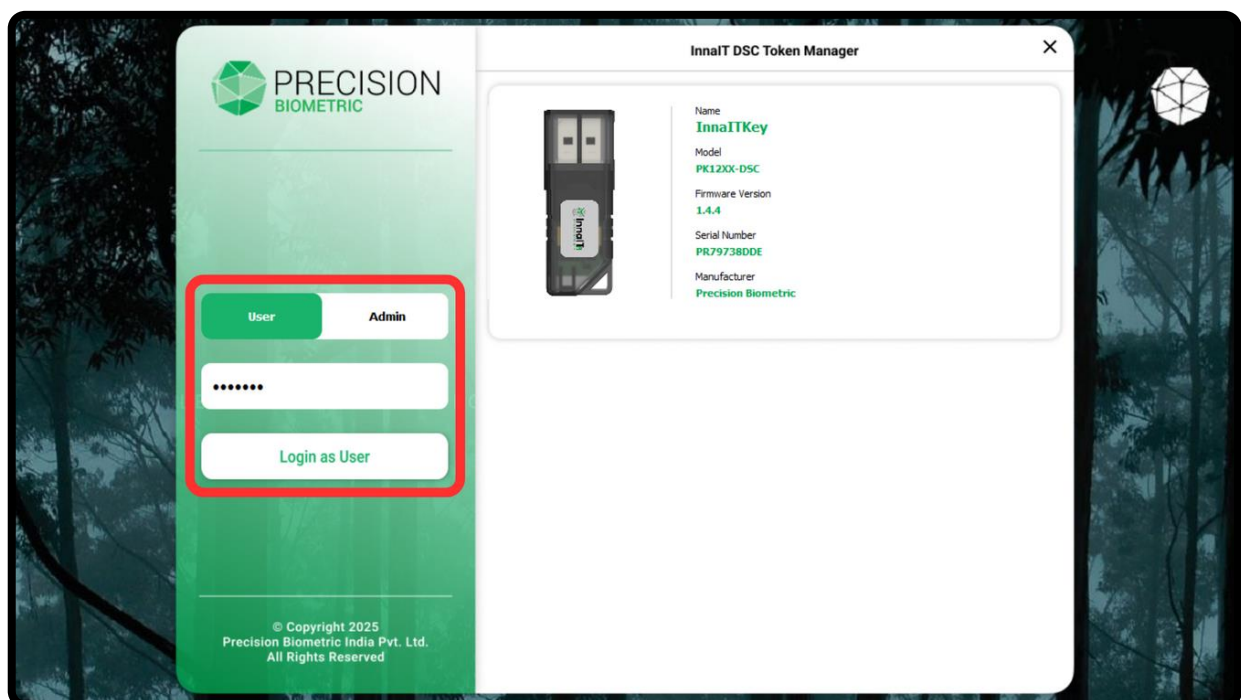 PRECISION
BIOMETRIC
User
Admin
•••••••
Login as User
© Copyright 2025
Precision Biometric India Pvt. Ltd.
All Rights Reserved
InnaIT DSC Token Manager
InnaIT
Name
InnaITKey
Model
PK12XX-DSC
Firmware Version
1.4.4
Serial Number
PR79738DDE
Manufacturer
Precision Biometric